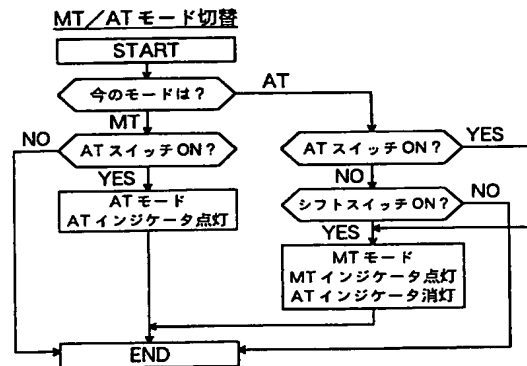 MT／ATモード切替
START
今のモードは？
AT
MT
NO
ATスイッチON？
YES
ATモード
ATインジケータ点灯
ATスイッチON？
YES
NO
シフトスイッチON？
NO
YES
MTモード
MTインジケータ点灯
ATインジケータ消灯
END